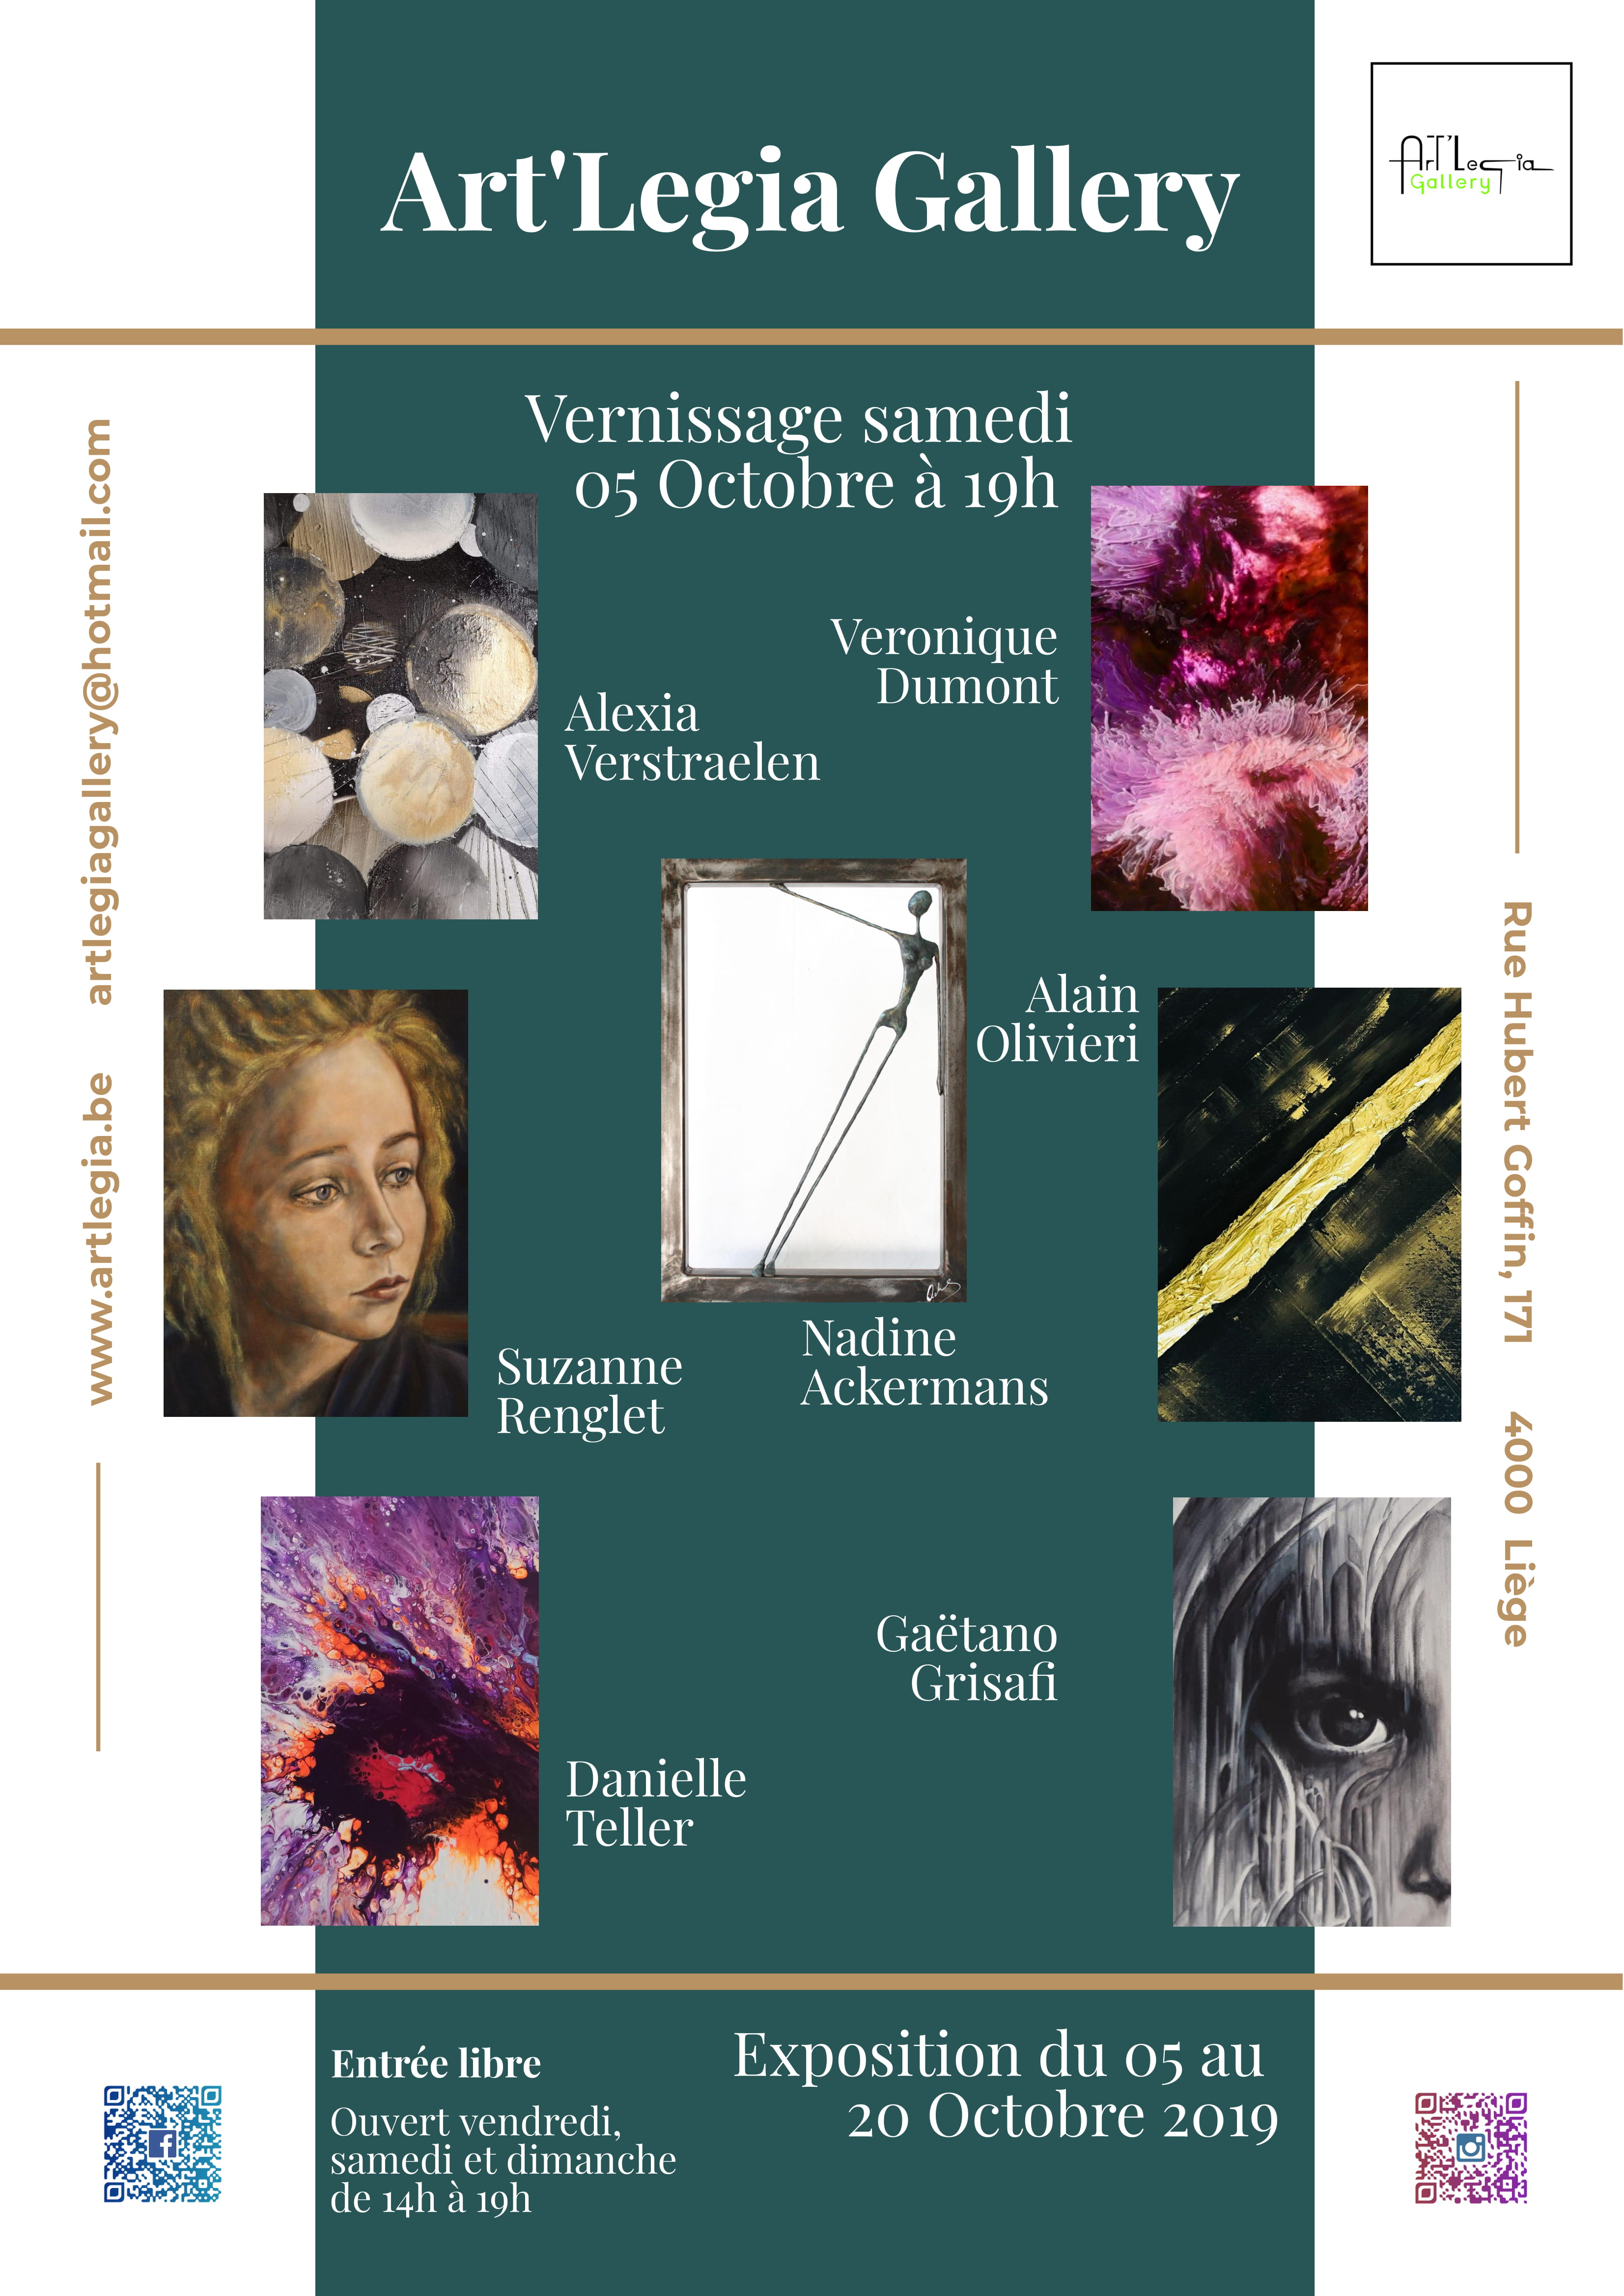 Art'Legia Gallery
Art'Legia
Gallery
Vernissage samedi
05 Octobre à 19h
Veronique
Dumont
Alexia
Verstraelen
Alain
Olivieri
Nadine
Ackermans
Suzanne
Renglet
Gaëtano
Grisafi
Danielle
Teller
www.artlegia.be artlegiagallery@hotmail.com
Rue Hubert Goffin, 171 4000 Liège
Entrée libre
Ouvert vendredi,
samedi et dimanche
de 14h à 19h
Exposition du 05 au
20 Octobre 2019